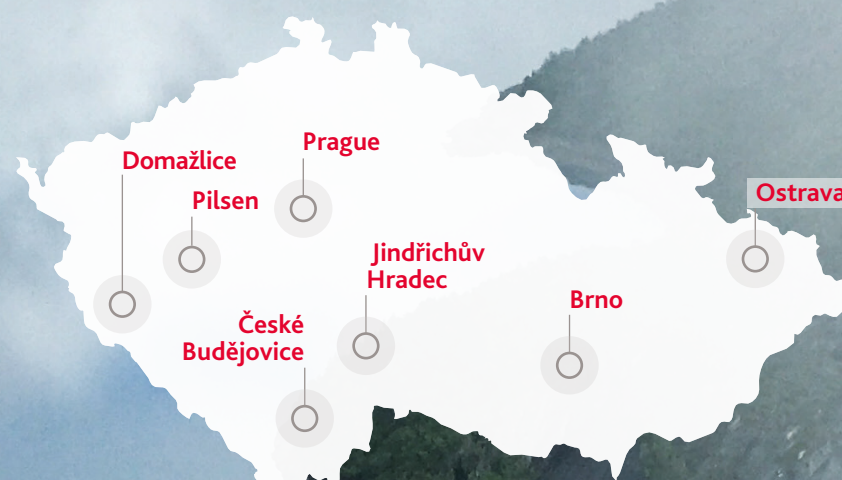 Prague
Domažlice
Pilsen
Ostrava
Jindřichův
Hradec
Brno
České
Budějovice